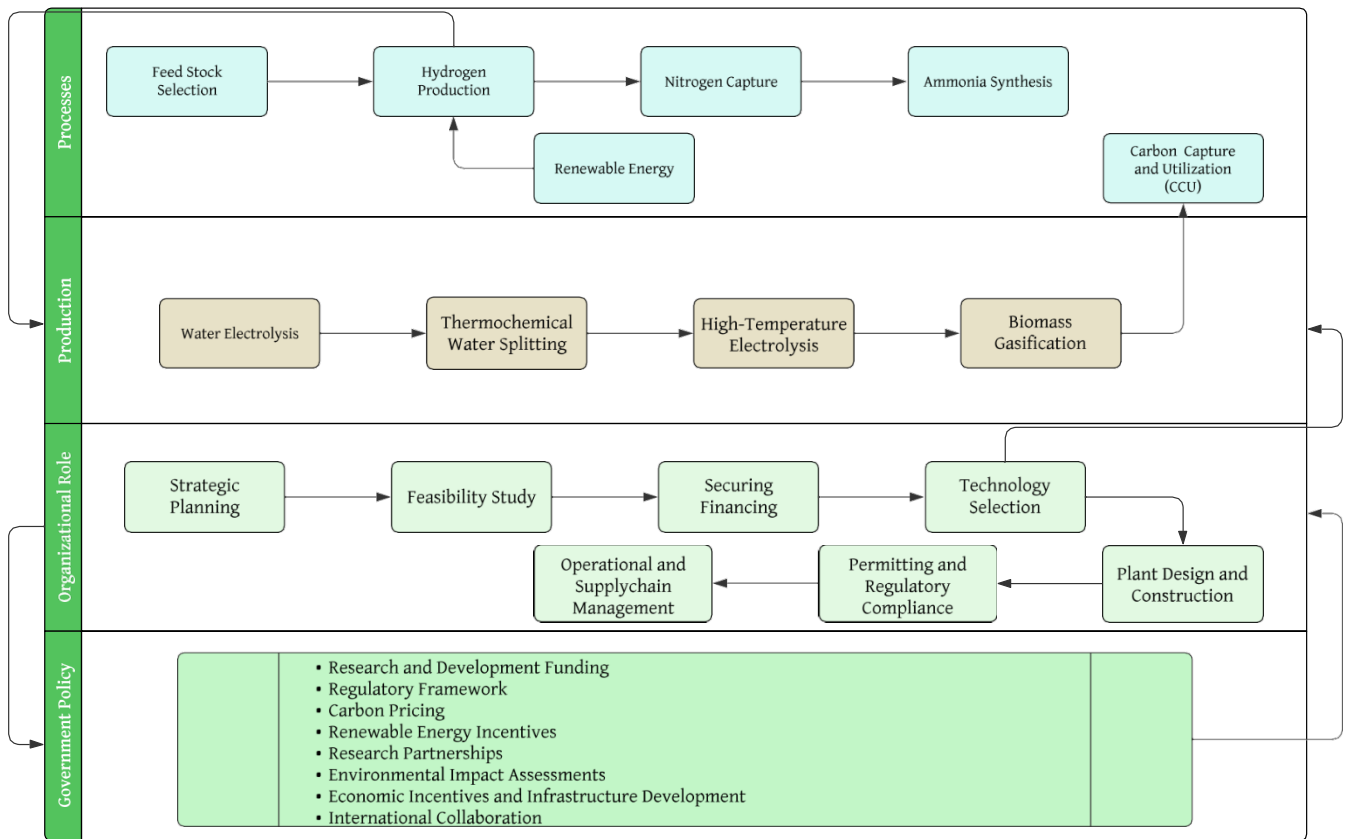 Processes
Feed Stock
Selection
Hydrogen
Production
Nitrogen Capture
Ammonia Synthesis
Renewable Energy
Carbon Capture
and Utilization
(CCU)
Production
Water Electrolysis
Thermochemical
Water Splitting
High-Temperature
Electrolysis
Biomass
Gasification
Organizational Role
Strategic
Planning
Feasibility Study
Securing
Financing
Technology
Selection
Operational and
Supplychain
Management
Permitting and
Regulatory
Compliance
Plant Design and
Construction
Government Policy
• Research and Development Funding
• Regulatory Framework
• Carbon Pricing
• Renewable Energy Incentives
• Research Partnerships
• Environmental Impact Assessments
• Economic Incentives and Infrastructure Development
• International Collaboration